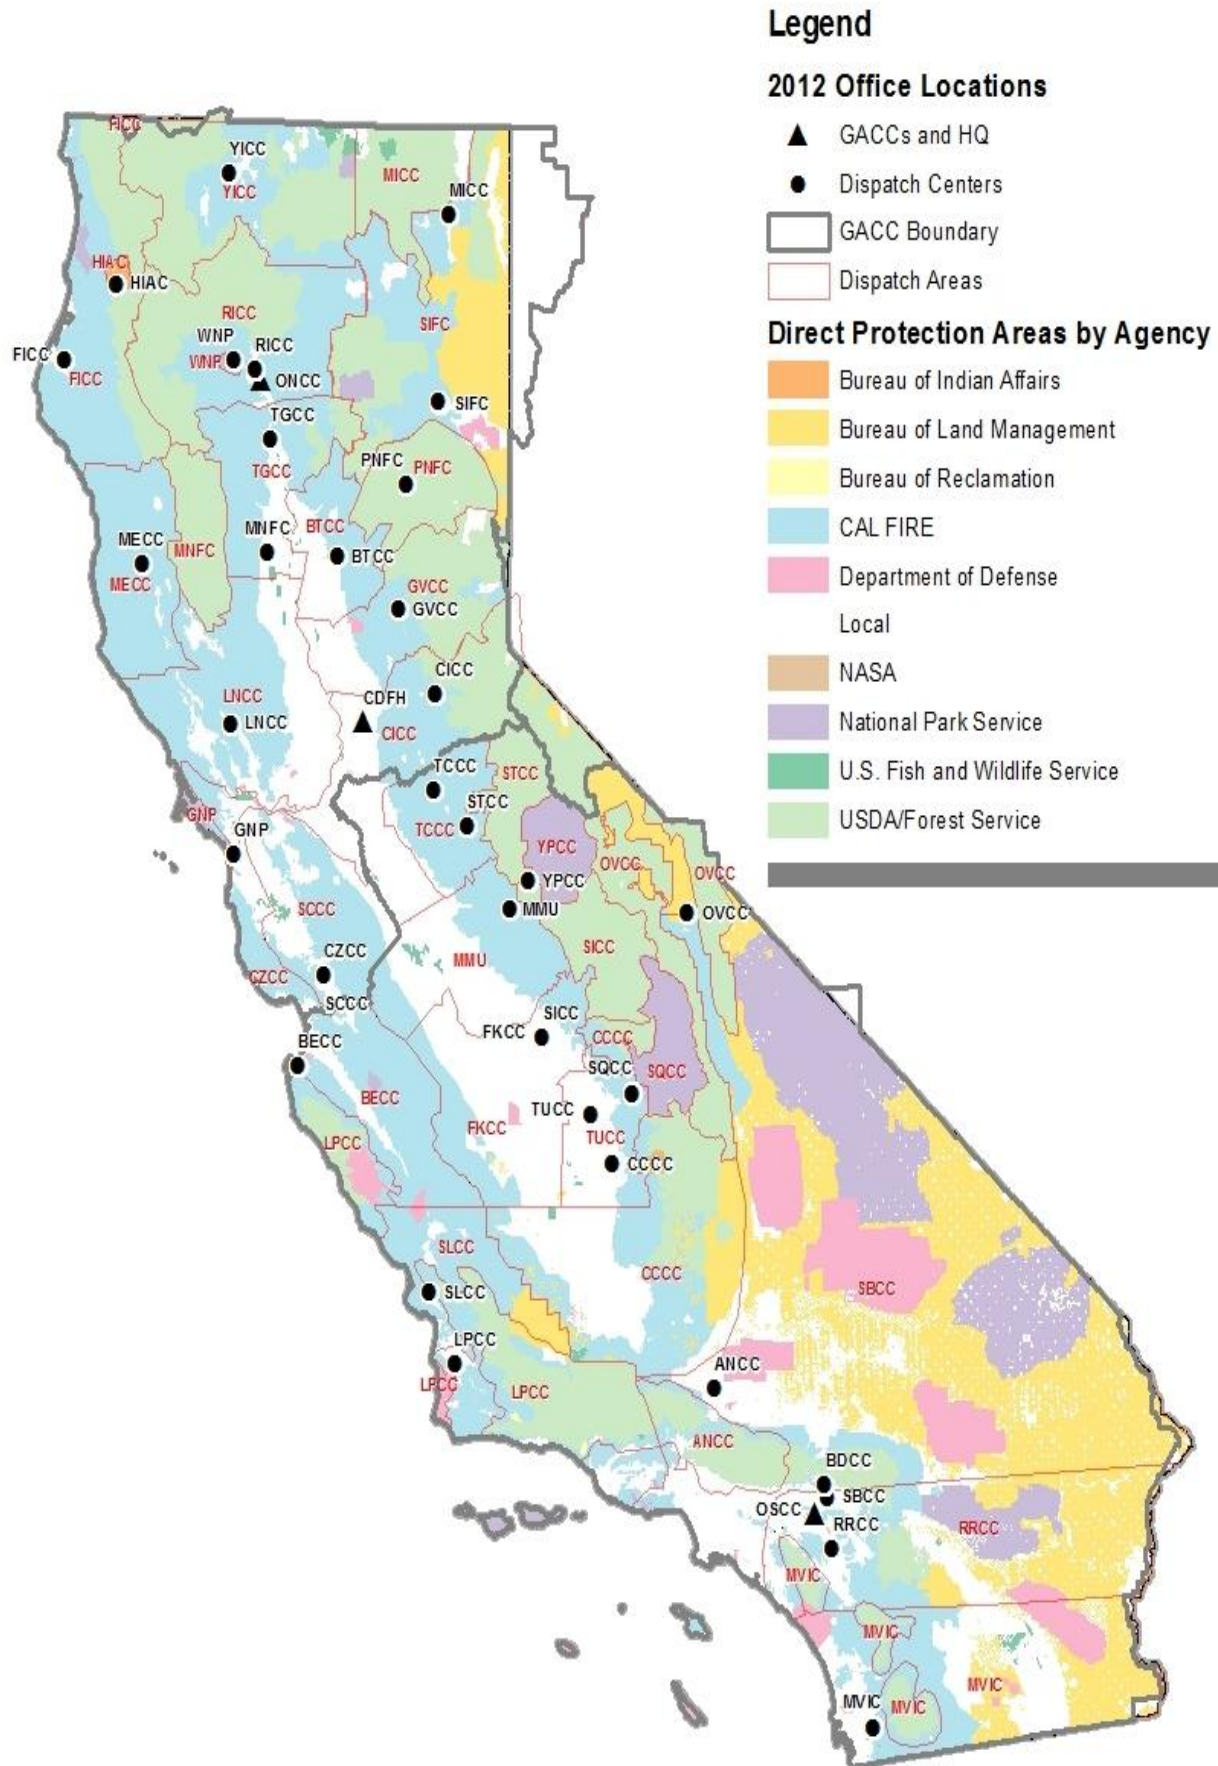 Legend
2012 Office Locations
GACCs and HQ
Dispatch Centers
GACC Boundary
Dispatch Areas
Direct Protection Areas by Agency
Bureau of Indian Affairs
Bureau of Land Management
Bureau of Reclamation
CAL FIRE
Department of Defense
Local
NASA
National Park Service
U.S. Fish and Wildlife Service
USDA/Forest Service
FICC
YICC
YICC
MICC
MICC
HIAC
HIAC
RICC
SIFC
WNP
WNP
RICC
FICC
FICC
ONCC
SIFC
TGCC
TGCC
PNFC
PNFC
MNFC
BTCC
BTCC
MECC
MECC
MNFC
GVCC
GVCC
CICC
LNCC
LNCC
CDFH
CICC
TCCC
STCC
STCC
TCCC
GNP
GNP
YPCC
YPCC
OVCC
OVCC
OVCC
MMU
SCCC
SICC
MMU
CZCC
CZCC
SCCC
SICC
FKCC
CCCC
BECC
SQCC
SQCC
BECC
TUCC
FKCC
TUCC
LPCC
CCCC
SLCC
CCCC
SBCC
SLCC
LPCC
LPCC
LPCC
ANCC
ANCC
BDCC
SBCC
OSCC
RRCC
RRCC
MVIC
MVIC
MVIC
MVIC
MVIC